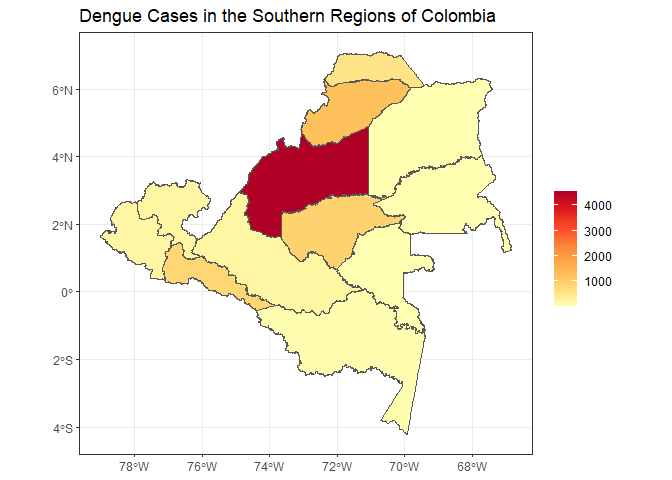 Dengue Cases in the Southern Regions of Colombia
6°N
4°N
2°N
0°
2°S
4°S
78°W 76°W 74°W 72°W 70°W 68°W
4000
3000
2000
1000